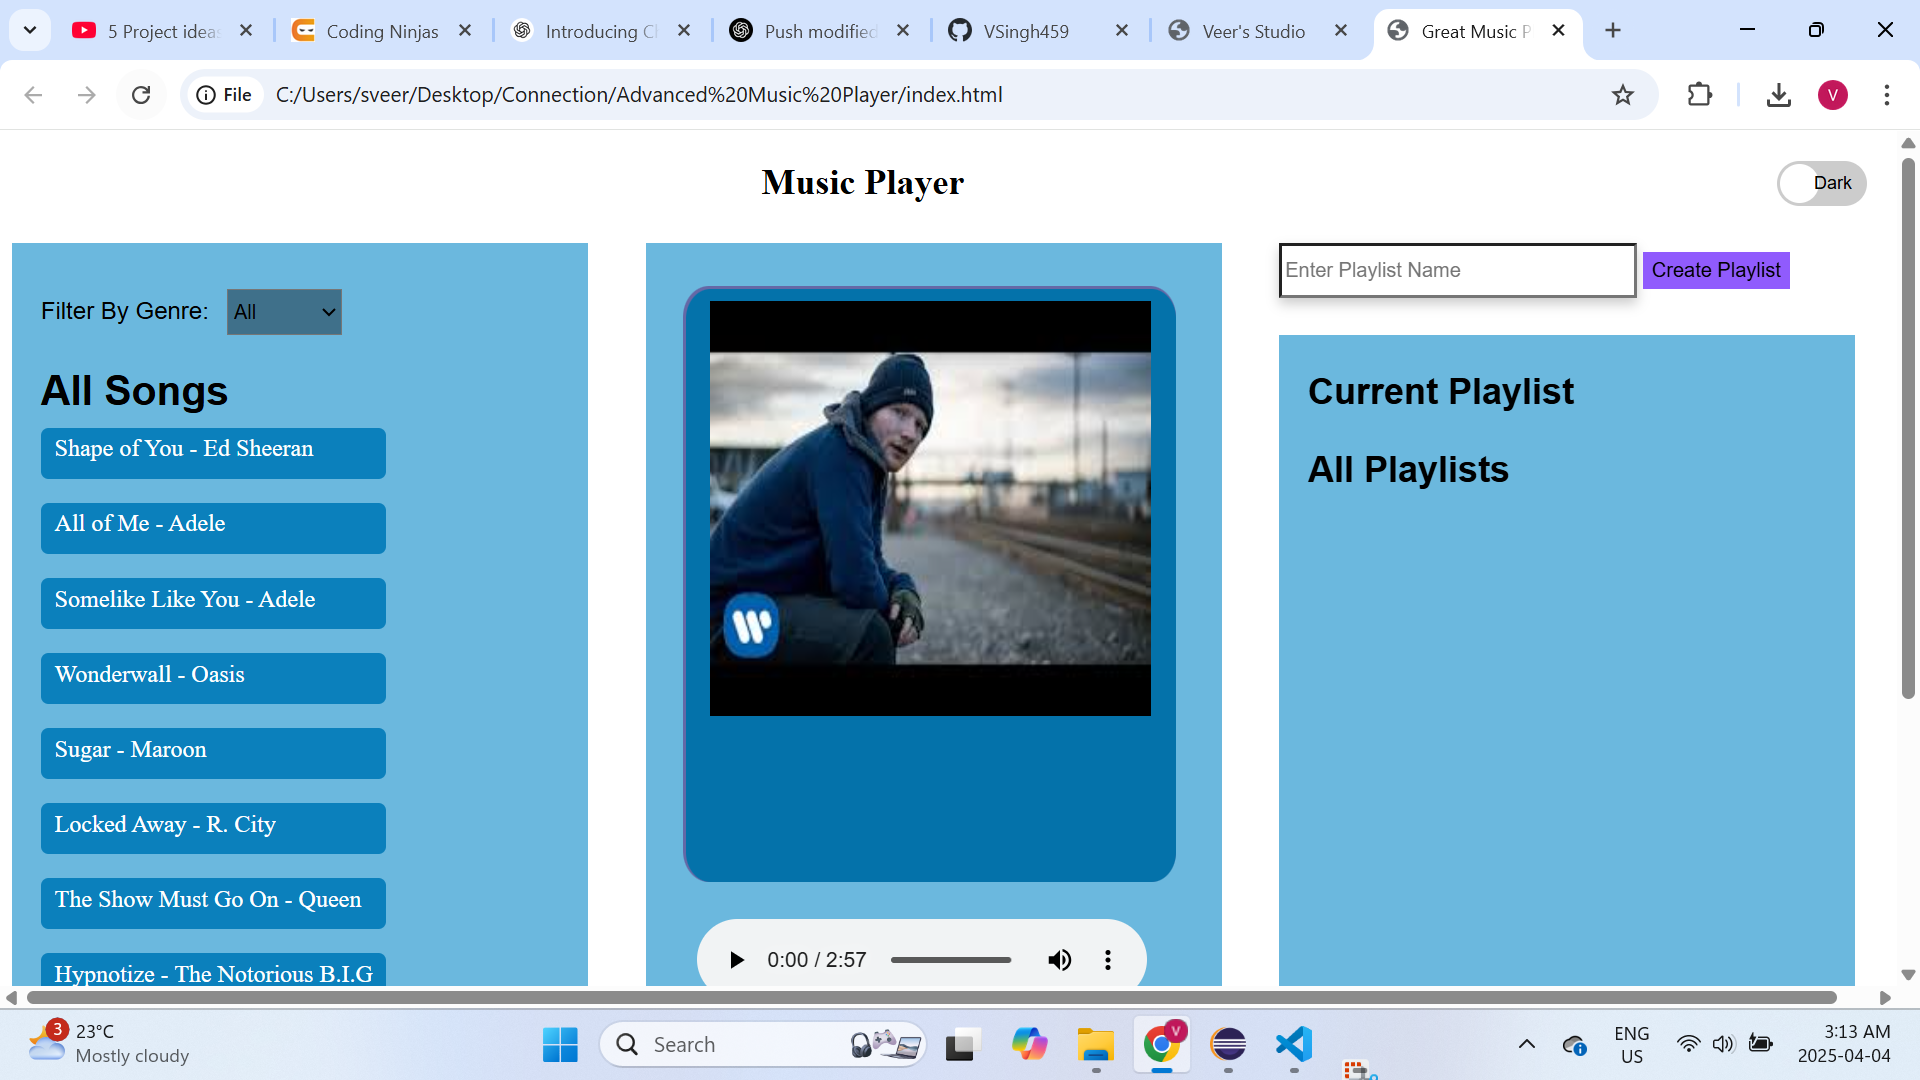 5 Project idea
Coding Ninjas
Introducing C
Push modified
VSingh459
Veer's Studio
Great Music P
File
C:/Users/sveer/Desktop/Connection/Advanced%20Music%20Player/index.html
V
Music Player
Dark
Filter By Genre:
All
All Songs
Shape of You - Ed Sheeran
All of Me - Adele
Somelike Like You - Adele
Wonderwall - Oasis
Sugar - Maroon
Locked Away - R. City
The Show Must Go On - Queen
Hypnotize - The Notorious B.I.G
0:00 / 2:57
Enter Playlist Name
Create Playlist
Current Playlist
All Playlists
3
23°C
Mostly cloudy
Search
V
ENG
US
3:13 AM
2025-04-04